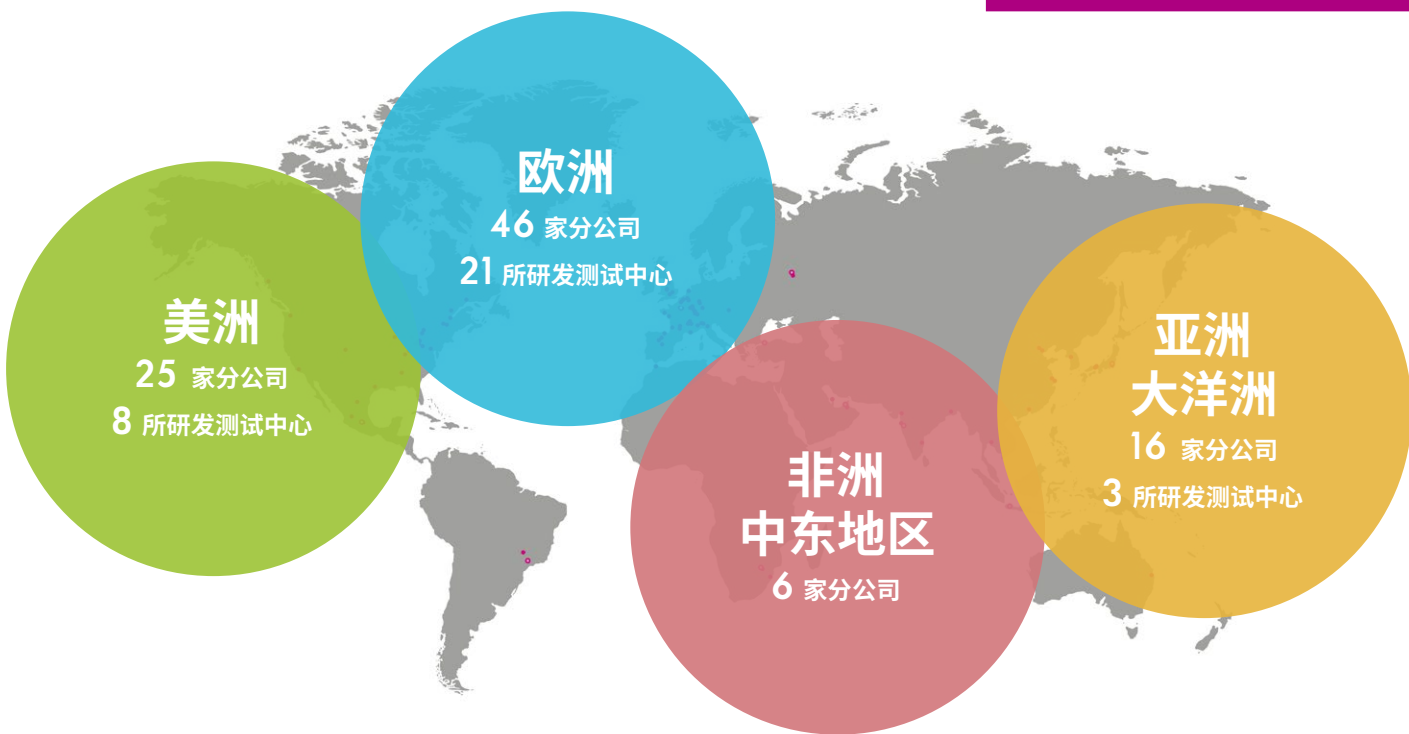 欧洲
46 家分公司
21 所研发测试中心
美洲
25 家分公司
8 所研发测试中心
亚洲
大洋洲
16 家分公司
3 所研发测试中心
非洲
中东地区
6 家分公司